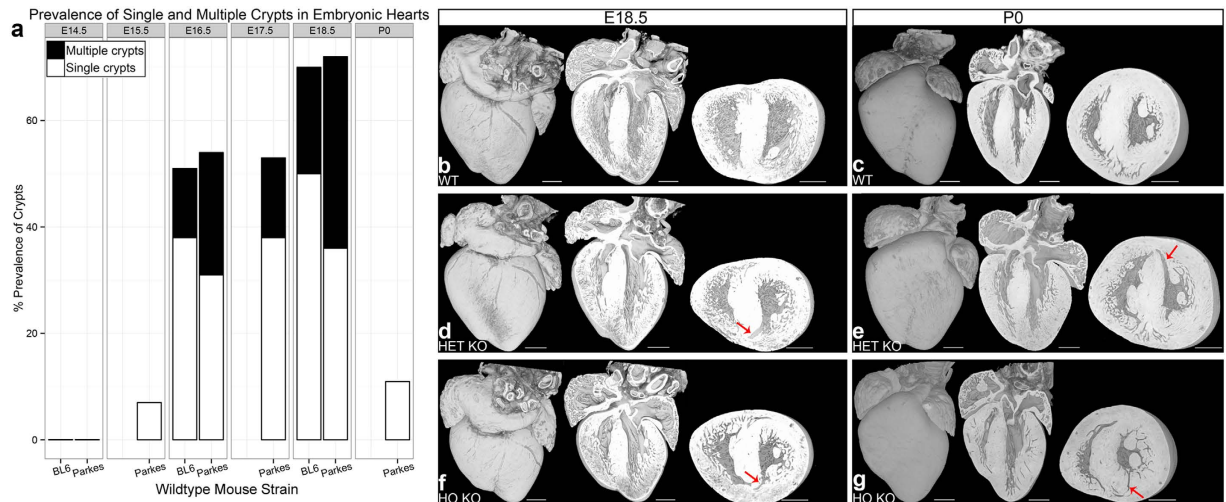 Prevalence of Single and Multiple Crypts in Embryonic Hearts
a
E14.5 E15.5 E16.5 E17.5 E18.5 P0
Multiple crypts
Single crypts
% Prevalence of Crypts
60
40
20
0
BL6 Parkes Parkes BL6 Parkes Parkes BL6 Parkes Parkes
Wildtype Mouse Strain
E18.5 P0
b
WT
c
WT
d
HET KO
e
HET KO
f
HO KO
g
HO KO